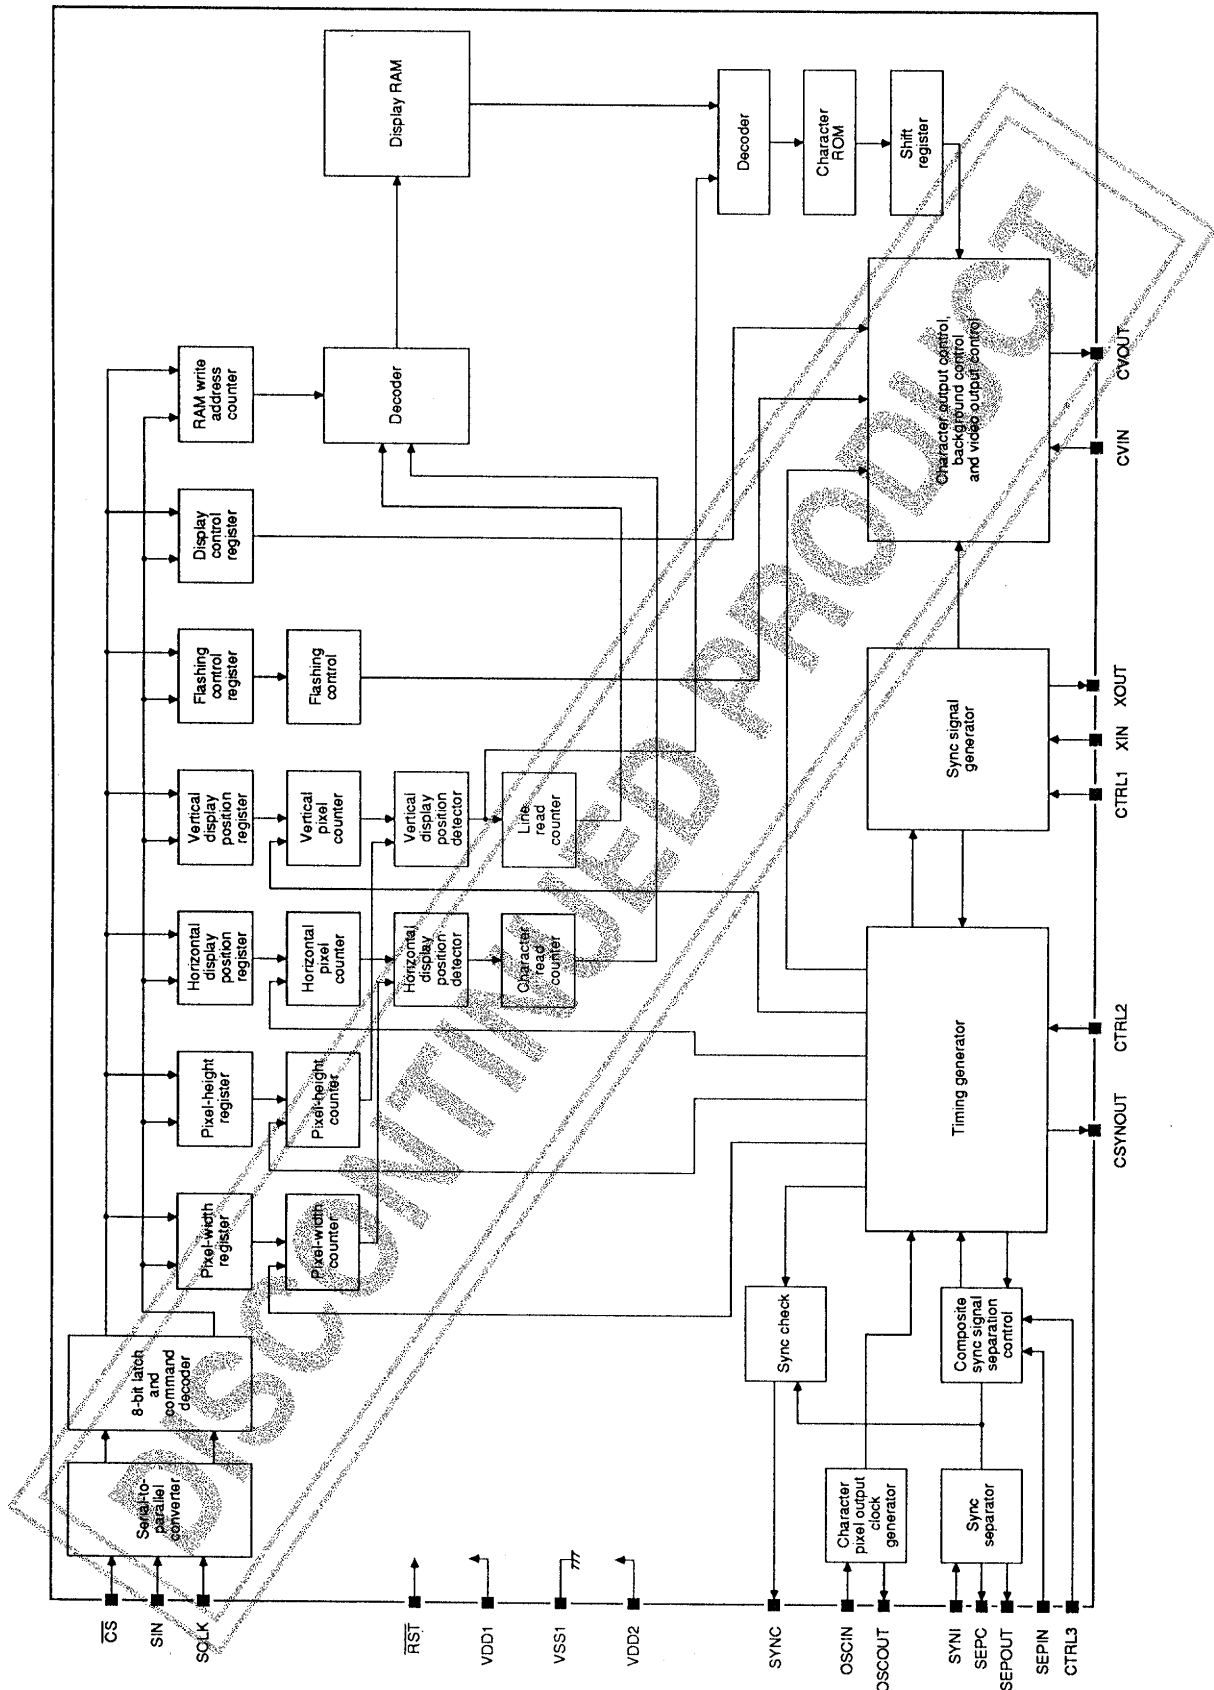 Serial-to-
parallel
converter
8-bit latch
and
command
decoder
Pixel-width
register
Pixel-height
register
Horizontal
display
position
register
Vertical
display
position
register
Flashing
control
register
Display
control
register
RAM write
address
counter
Pixel-width
counter
Pixel-height
counter
Horizontal
pixel
counter
Vertical
pixel
counter
Flashing
control
Decoder
Display RAM
Horizontal
display
position
detector
Vertical
display
position
detector
Character
read
counter
Line
read
counter
Decoder
Character
ROM
Shift
register
Sync check
Character
pixel output
clock
generator
Sync
separator
Composite
sync signal
separation
control
Timing generator
Sync signal
generator
Character output control,
background control
and video output control
CS
SIN
SCLK
RST
VDD1
VSS1
VDD2
SYNC
OSCIN
OSCOUT
SYNI
SEPC
SEPOUT
SEPIN
CTRL3
CSYNOUT
CTRL2
CTRL1
XIN
XOUT
CVIN
CVOUT
DISCONTINUED PRODUCT